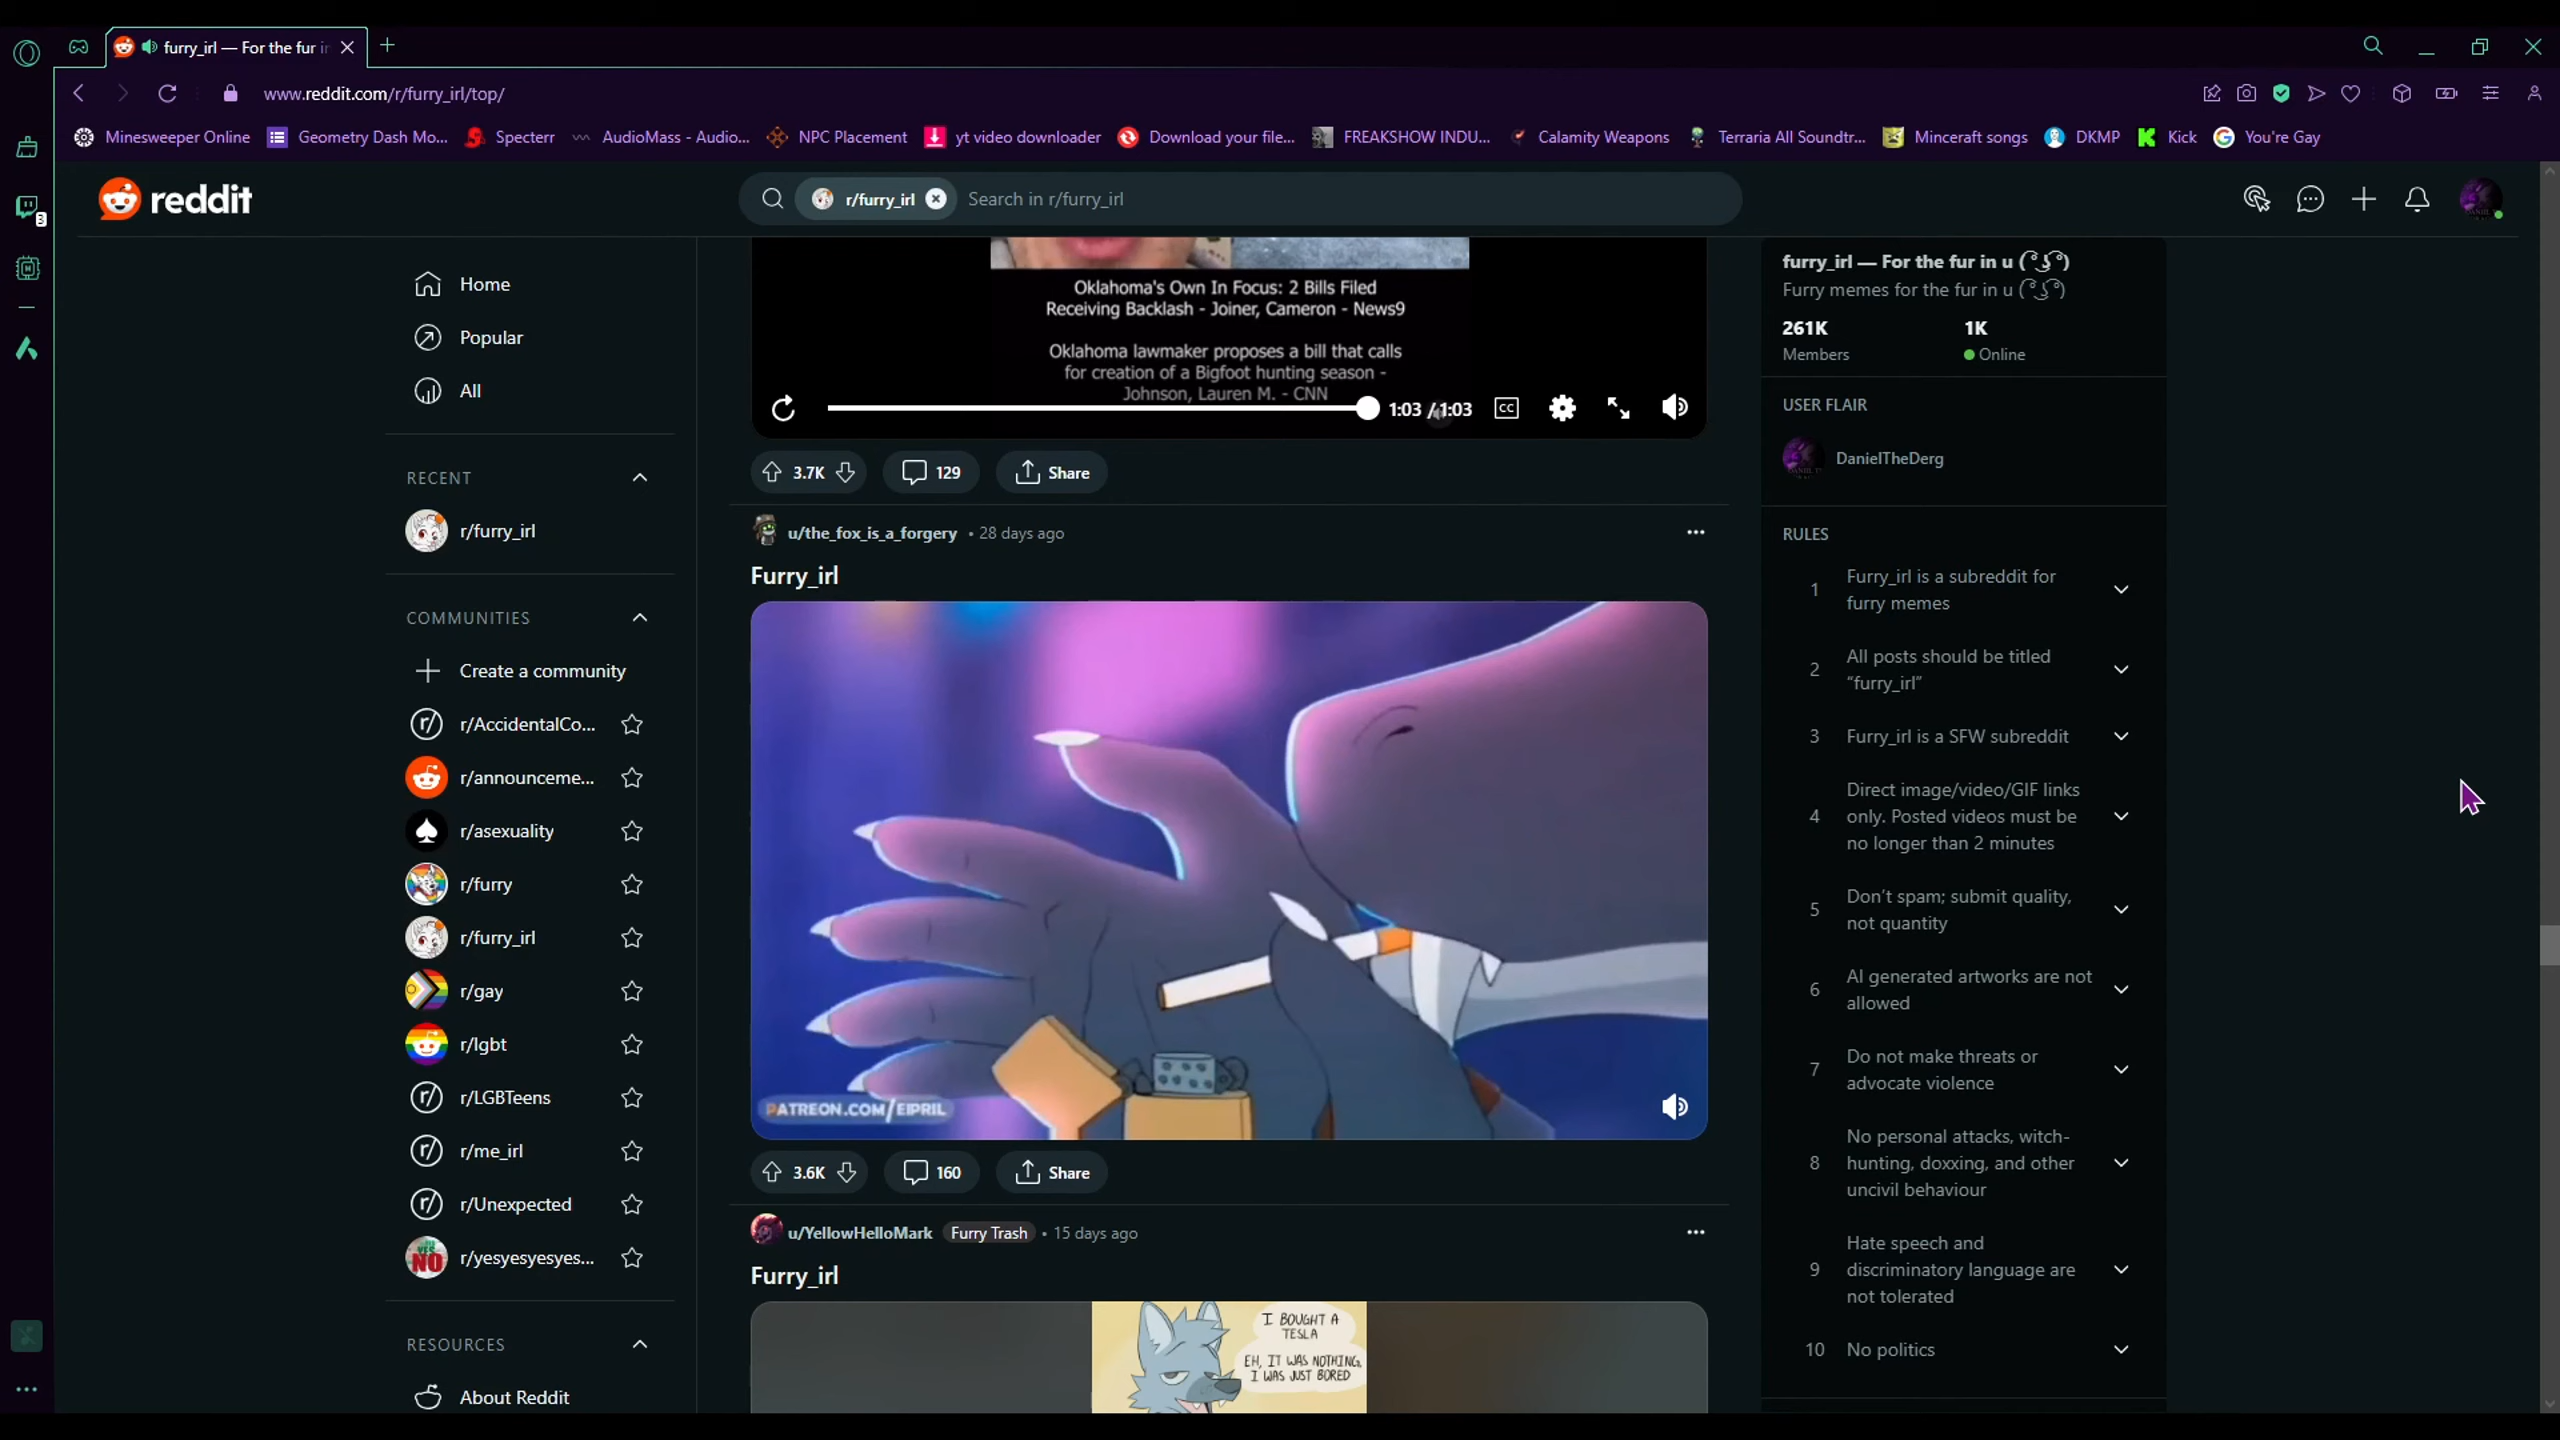 furry_irl — For the fur in
www.reddit.com/r/furry_irl/top/
Minesweeper Online
Geometry Dash Mo...
Specterr
AudioMass - Audio...
NPC Placement
yt video downloader
Download your file...
FREAKSHOW INDU...
Calamity Weapons
Terraria All Soundtr...
Minceraft songs
DKMP
Kick
You're Gay
3
reddit
r/furry_irl
Search in r/furry_irl
Home
Popular
All
RECENT
r/furry_irl
COMMUNITIES
Create a community
r/AccidentalCo...
r/announceme...
r/asexuality
r/furry
r/furry_irl
r/gay
r/lgbt
r/LGBTeens
r/me_irl
r/Unexpected
r/yesyesyesyes...
RESOURCES
About Reddit
Oklahoma's Own In Focus: 2 Bills Filed
Receiving Backlash - Joiner, Cameron - News9
Oklahoma lawmaker proposes a bill that calls
for creation of a Bigfoot hunting season -
Johnson, Lauren M. - CNN
1:03 / 1:03
CC
3.7K
129
Share
u/the_fox_is_a_forgery • 28 days ago
Furry_irl
PATREON.COM/EIPRIL
3.6K
160
Share
u/YellowHelloMark Furry Trash • 15 days ago
Furry_irl
I BOUGHT A
TESLA
EH, IT WAS NOTHING,
I WAS JUST BORED
furry_irl — For the fur in u ( ͡° ͜ʖ ͡°)
Furry memes for the fur in u ( ͡° ͜ʖ ͡°)
261K
Members
1K
Online
USER FLAIR
DanielTheDerg
RULES
1 Furry_irl is a subreddit for
furry memes
2 All posts should be titled
“furry_irl”
3 Furry_irl is a SFW subreddit
4 Direct image/video/GIF links
only. Posted videos must be
no longer than 2 minutes
5 Don’t spam; submit quality,
not quantity
6 AI generated artworks are not
allowed
7 Do not make threats or
advocate violence
8 No personal attacks, witch-
hunting, doxxing, and other
uncivil behaviour
9 Hate speech and
discriminatory language are
not tolerated
10 No politics